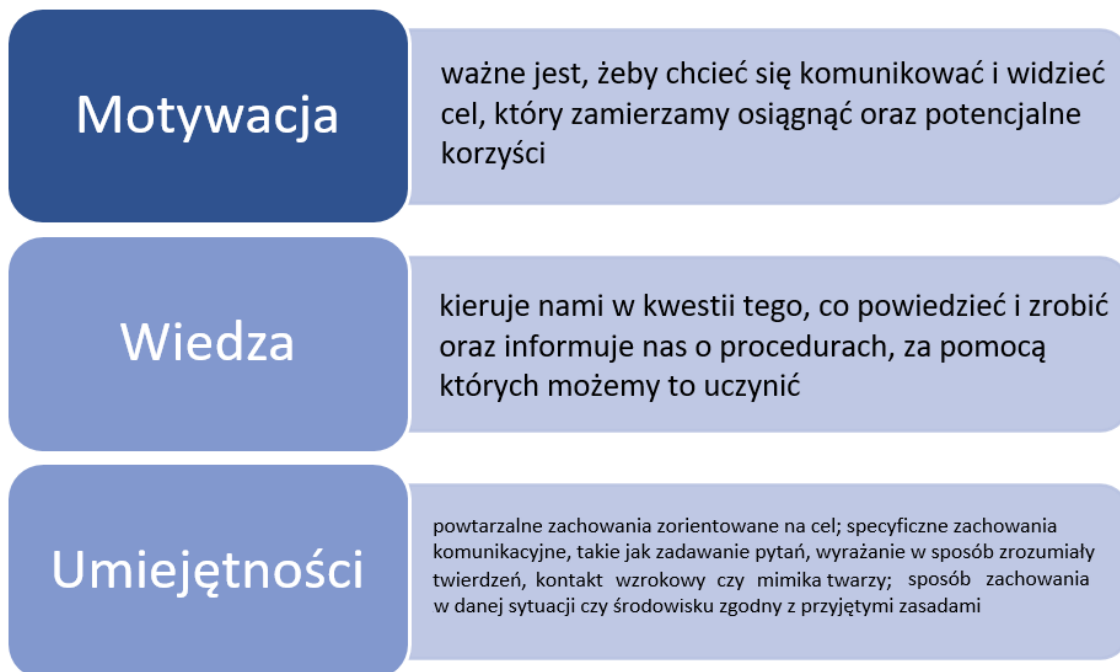 Motywacja
ważne jest, żeby chcieć się komunikować i widzieć
cel, który zamierzamy osiągnąć oraz potencjalne
korzyści
Wiedza
kieruje nami w kwestii tego, co powiedzieć i zrobić
oraz informuje nas o procedurach, za pomocą
których możemy to uczynić
Umiejętności
powtarzalne zachowania zorientowane na cel; specyficzne zachowania
komunikacyjne, takie jak zadawanie pytań, wyrażanie w sposób zrozumiały
twierdzeń, kontakt wzrokowy czy mimika twarzy; sposób zachowania
w danej sytuacji czy środowisku zgodny z przyjętymi zasadami